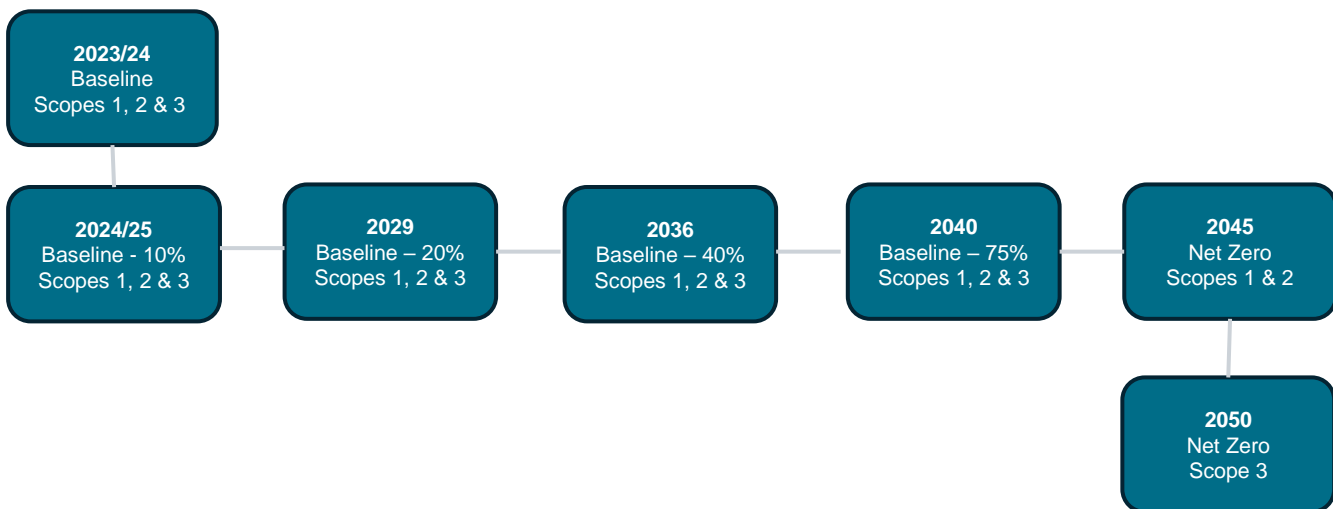 2023/24
Baseline
Scopes 1, 2 & 3
2024/25
Baseline - 10%
Scopes 1, 2 & 3
2029
Baseline – 20%
Scopes 1, 2 & 3
2036
Baseline – 40%
Scopes 1, 2 & 3
2040
Baseline – 75%
Scopes 1, 2 & 3
2045
Net Zero
Scopes 1 & 2
2050
Net Zero
Scope 3